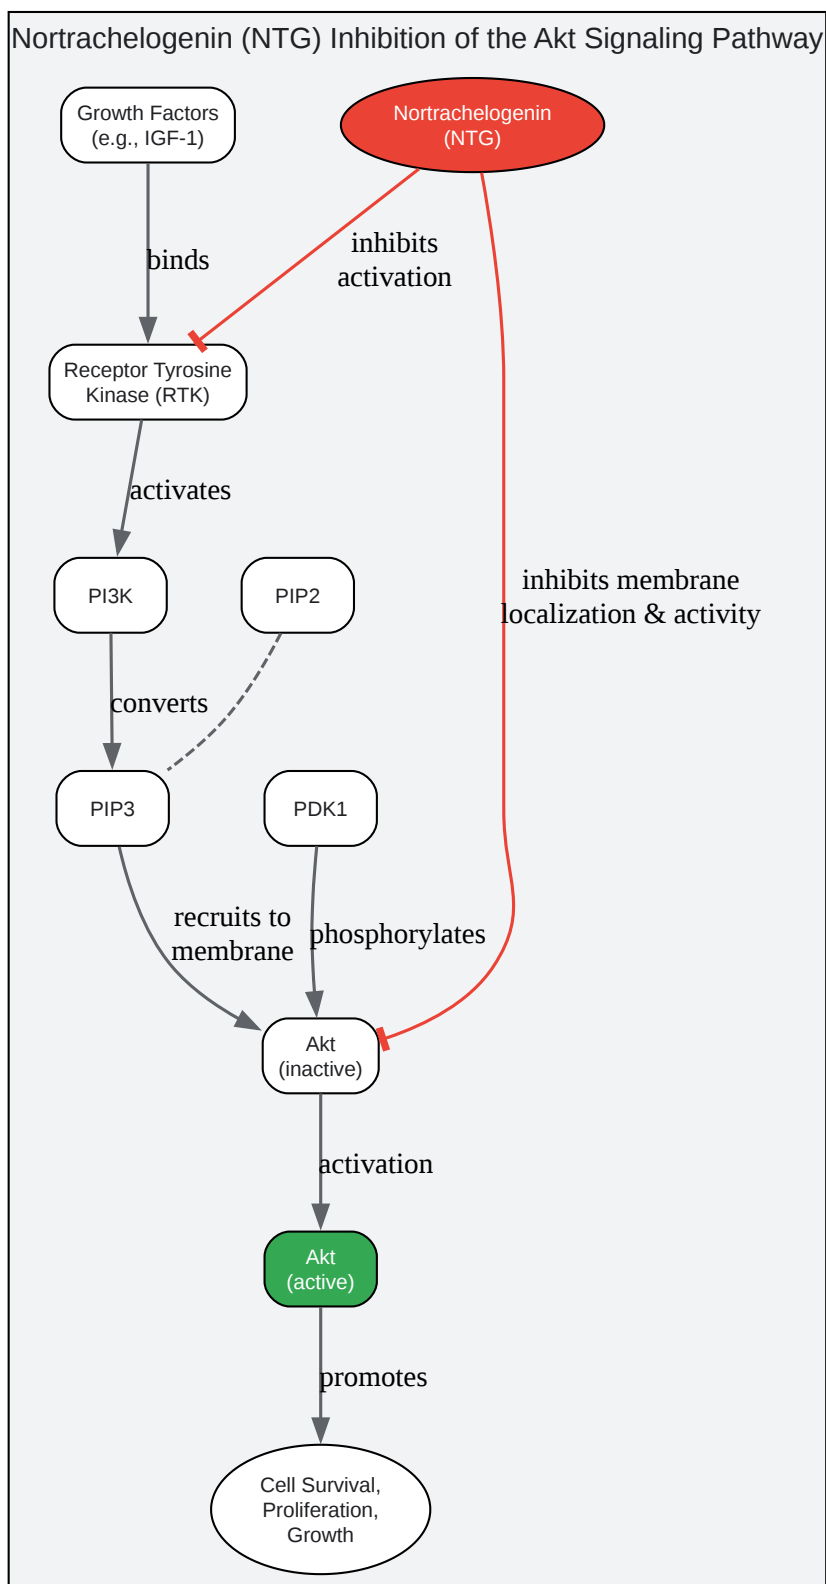 Nortrachelogenin (NTG) Inhibition of the Akt Signaling Pathway
Growth Factors
(e.g., IGF-1)
Nortrachelogenin
(NTG)
binds
inhibits
activation
Receptor Tyrosine
Kinase (RTK)
activates
PI3K
PIP2
inhibits membrane
localization & activity
converts
PIP3
PDK1
recruits to
membrane
phosphorylates
Akt
(inactive)
activation
Akt
(active)
promotes
Cell Survival,
Proliferation,
Growth